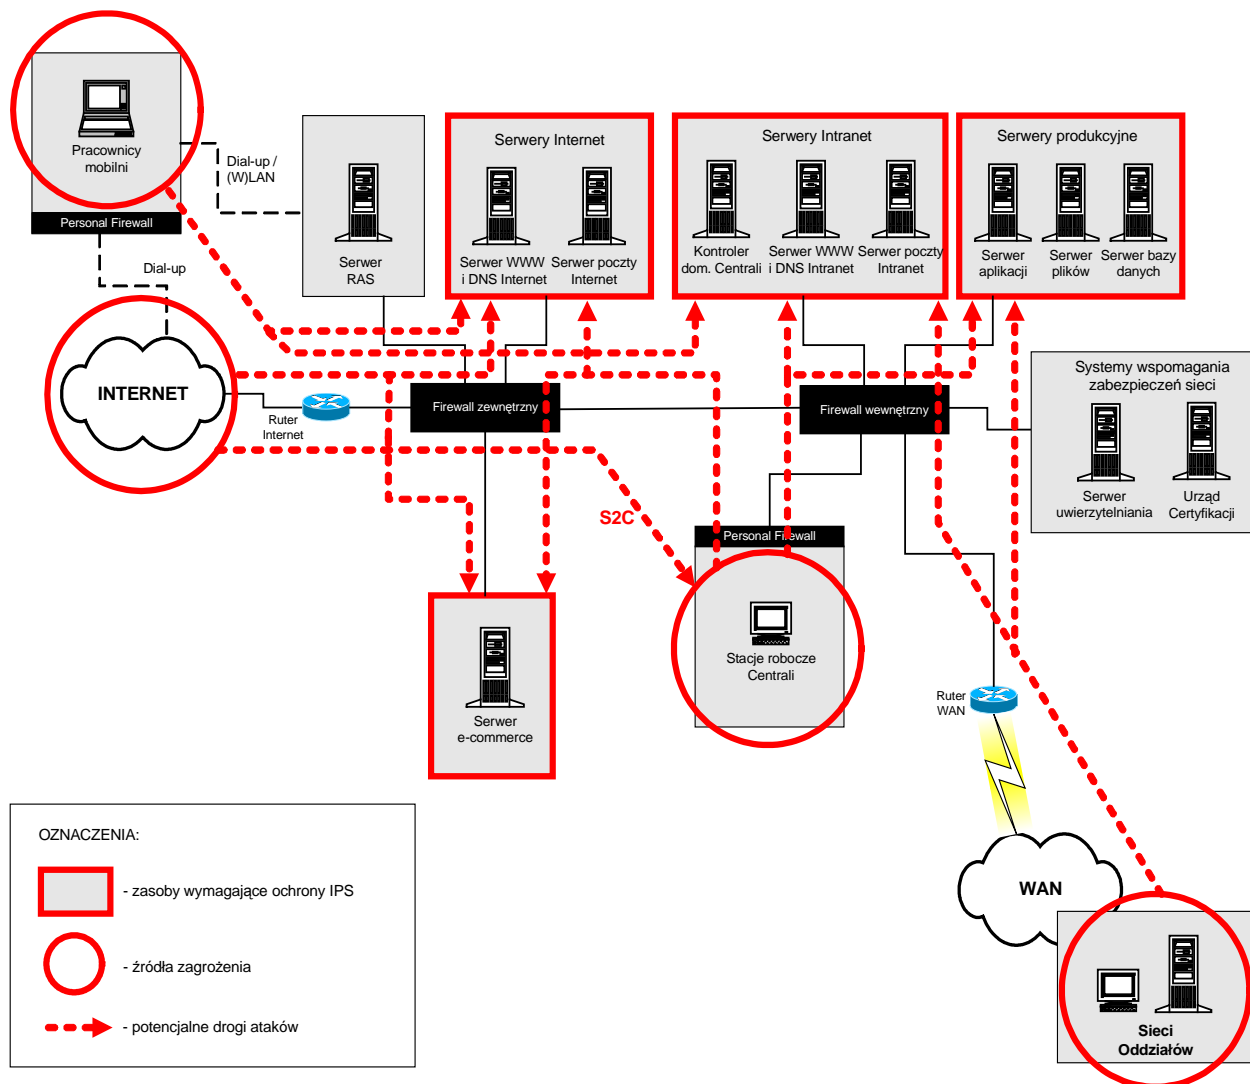 Pracownicy
mobilni
Personal Firewall
Dial-up /
(W)LAN
Dial-up
Serwer
RAS
Serwery Internet
Serwer WWW
i DNS Internet
Serwer poczty
Internet
Serwery Intranet
Kontroler
dom. Centrali
Serwer WWW
i DNS Intranet
Serwer poczty
Intranet
Serwery produkcyjne
Serwer
aplikacji
Serwer
plików
Serwer bazy
danych
INTERNET
Ruter
Internet
Firewall zewnętrzny
Firewall wewnętrzny
Systemy wspomagania
zabezpieczeń sieci
Serwer
uwierzytelniania
Urząd
Certyfikacji
S2C
Personal Firewall
Stacje robocze
Centrali
Serwer
e-commerce
Ruter
WAN
WAN
Sieci
Oddziałów
OZNACZENIA:
- zasoby wymagające ochrony IPS
- źródła zagrożenia
- potencjalne drogi ataków